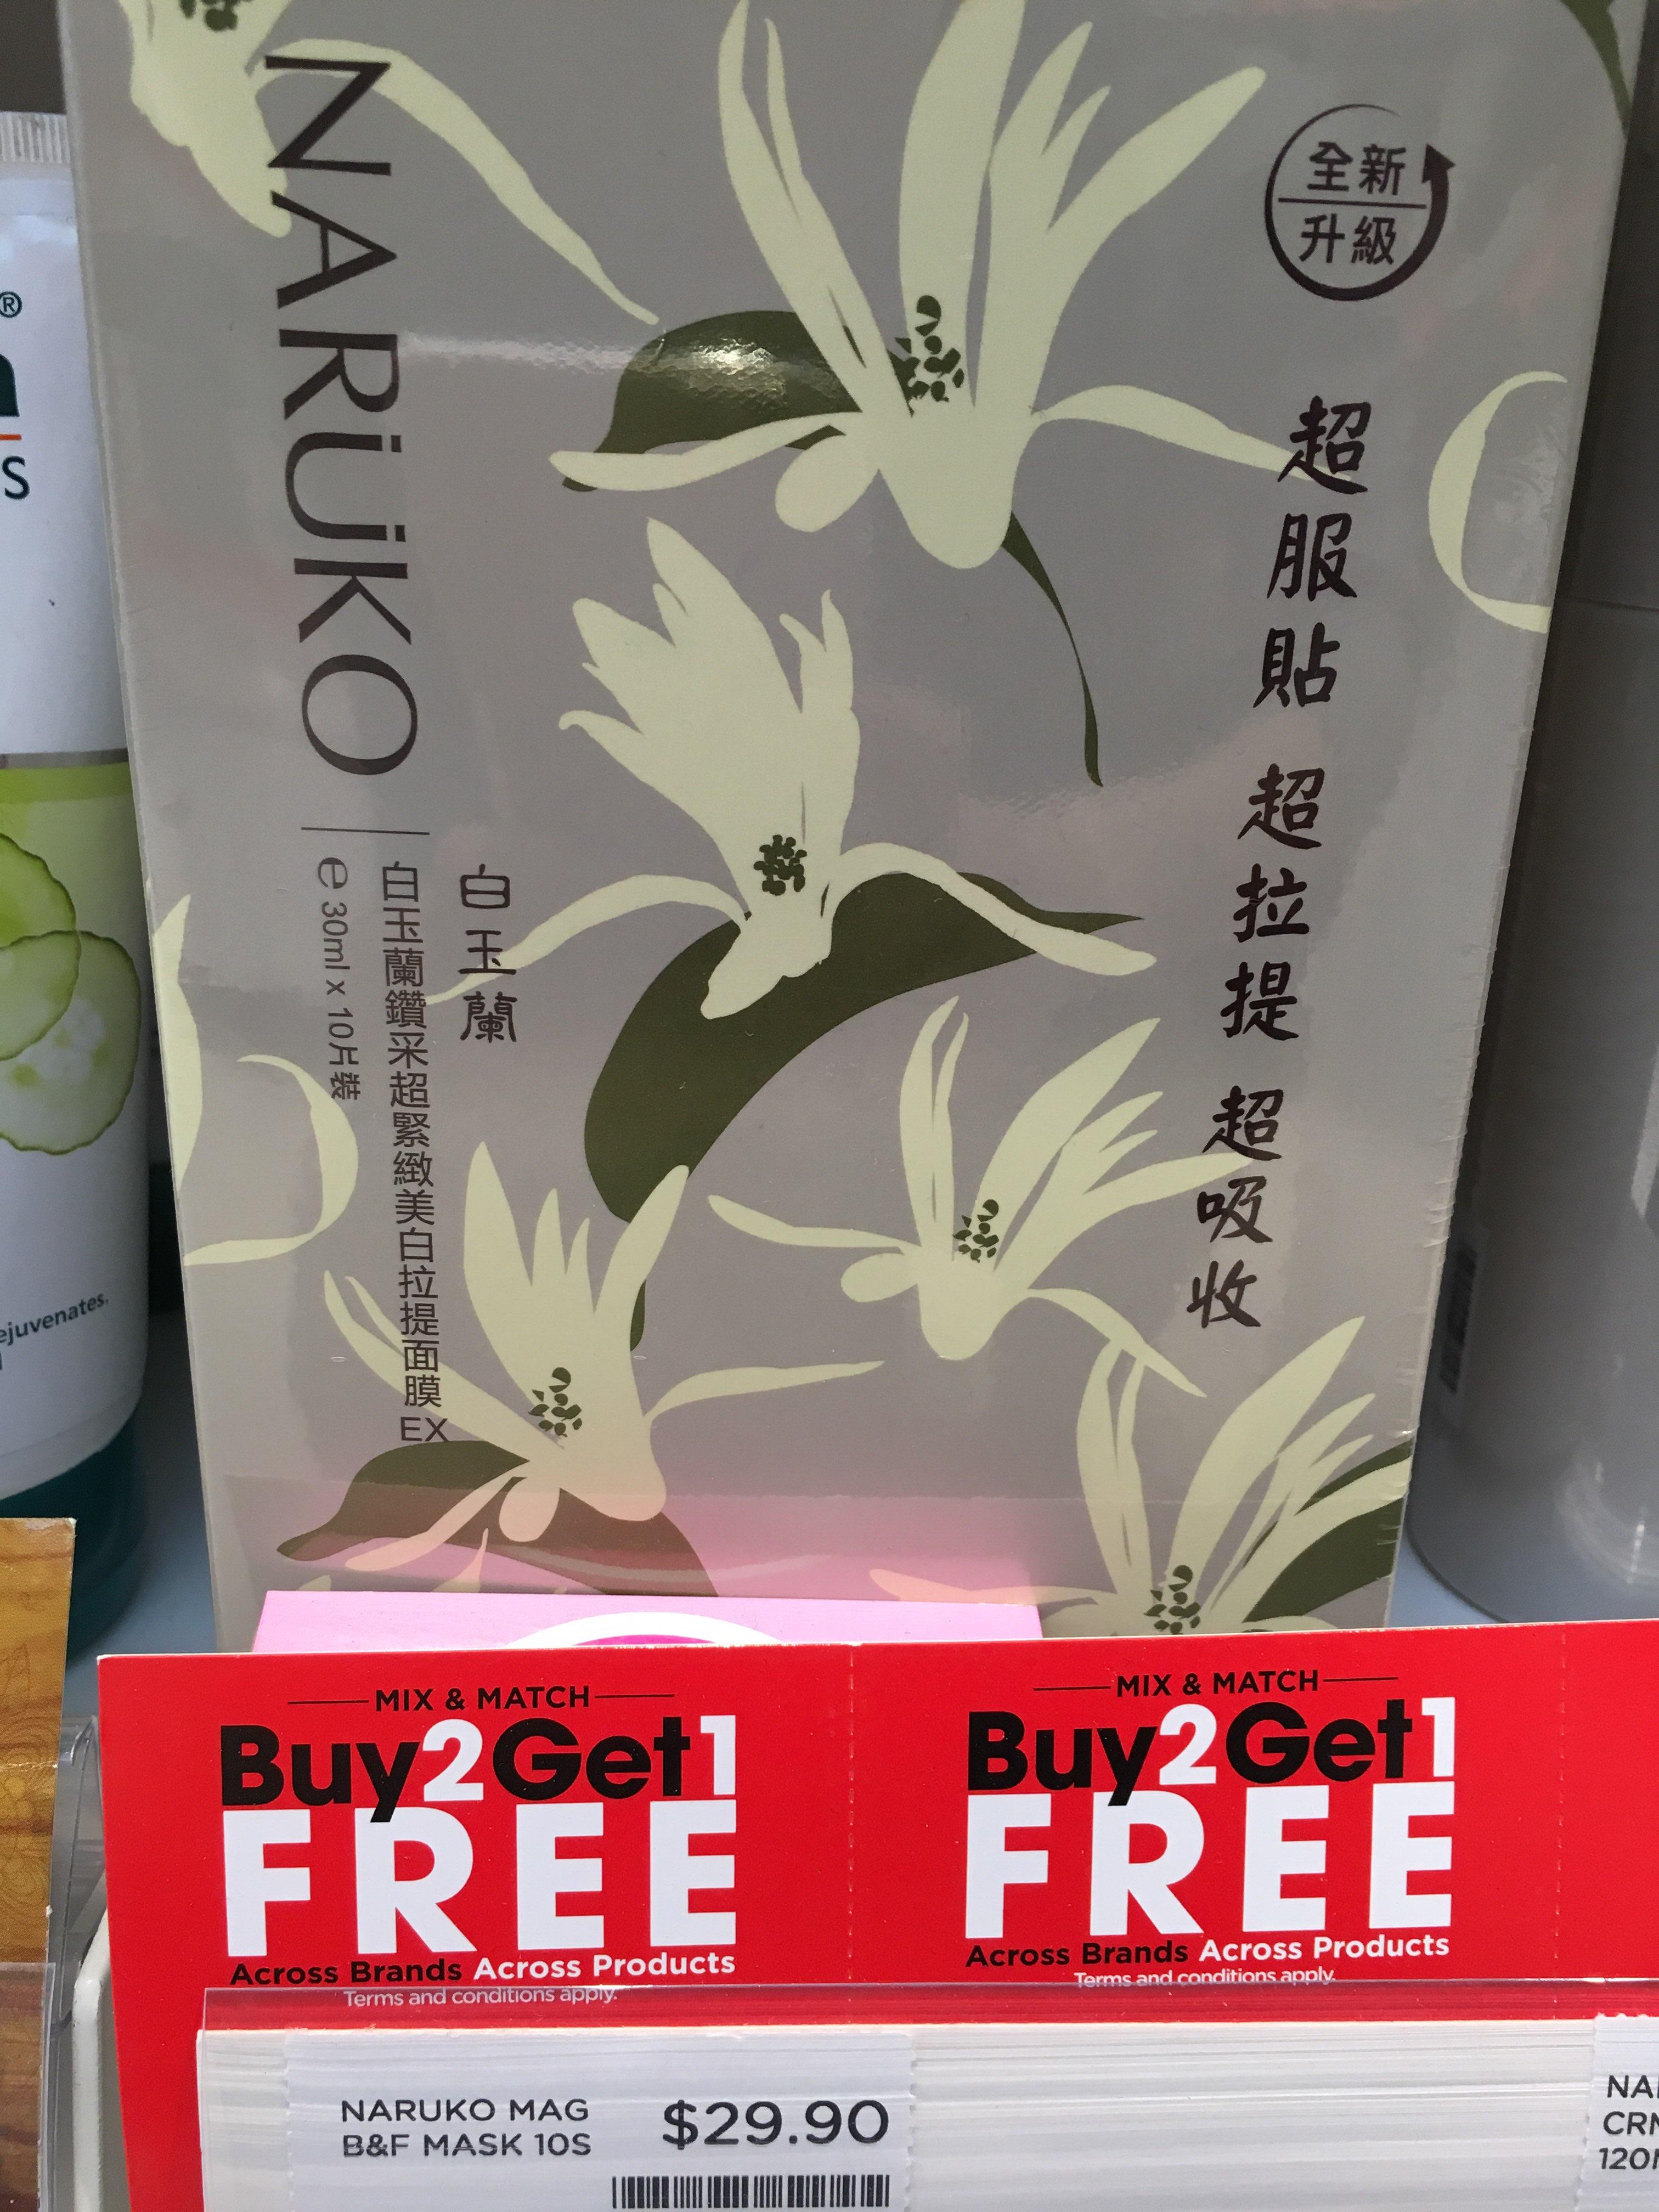 NARÜKO
白玉蘭
白玉蘭鑽采超緊緻美白拉提面膜EX
e 30ml x 10片裝
全新
升級
超服貼 超拉提 超吸收
®
S
ejuvenates.
MIX & MATCH
Buy2Get1
FREE
Across Brands Across Products
Terms and conditions apply.
MIX & MATCH
Buy2Get1
FREE
Across Brands Across Products
Terms and conditions apply.
NARUKO MAG
B&F MASK 10S
$29.90